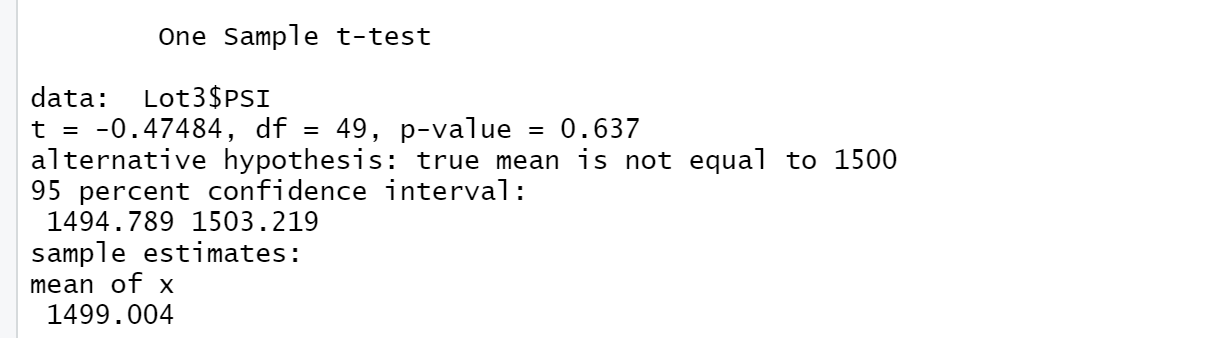 One Sample t-test
data:  Lot3$PSI
t = -0.47484, df = 49, p-value = 0.637
alternative hypothesis: true mean is not equal to 1500
95 percent confidence interval:
1494.789 1503.219
sample estimates:
mean of x
1499.004